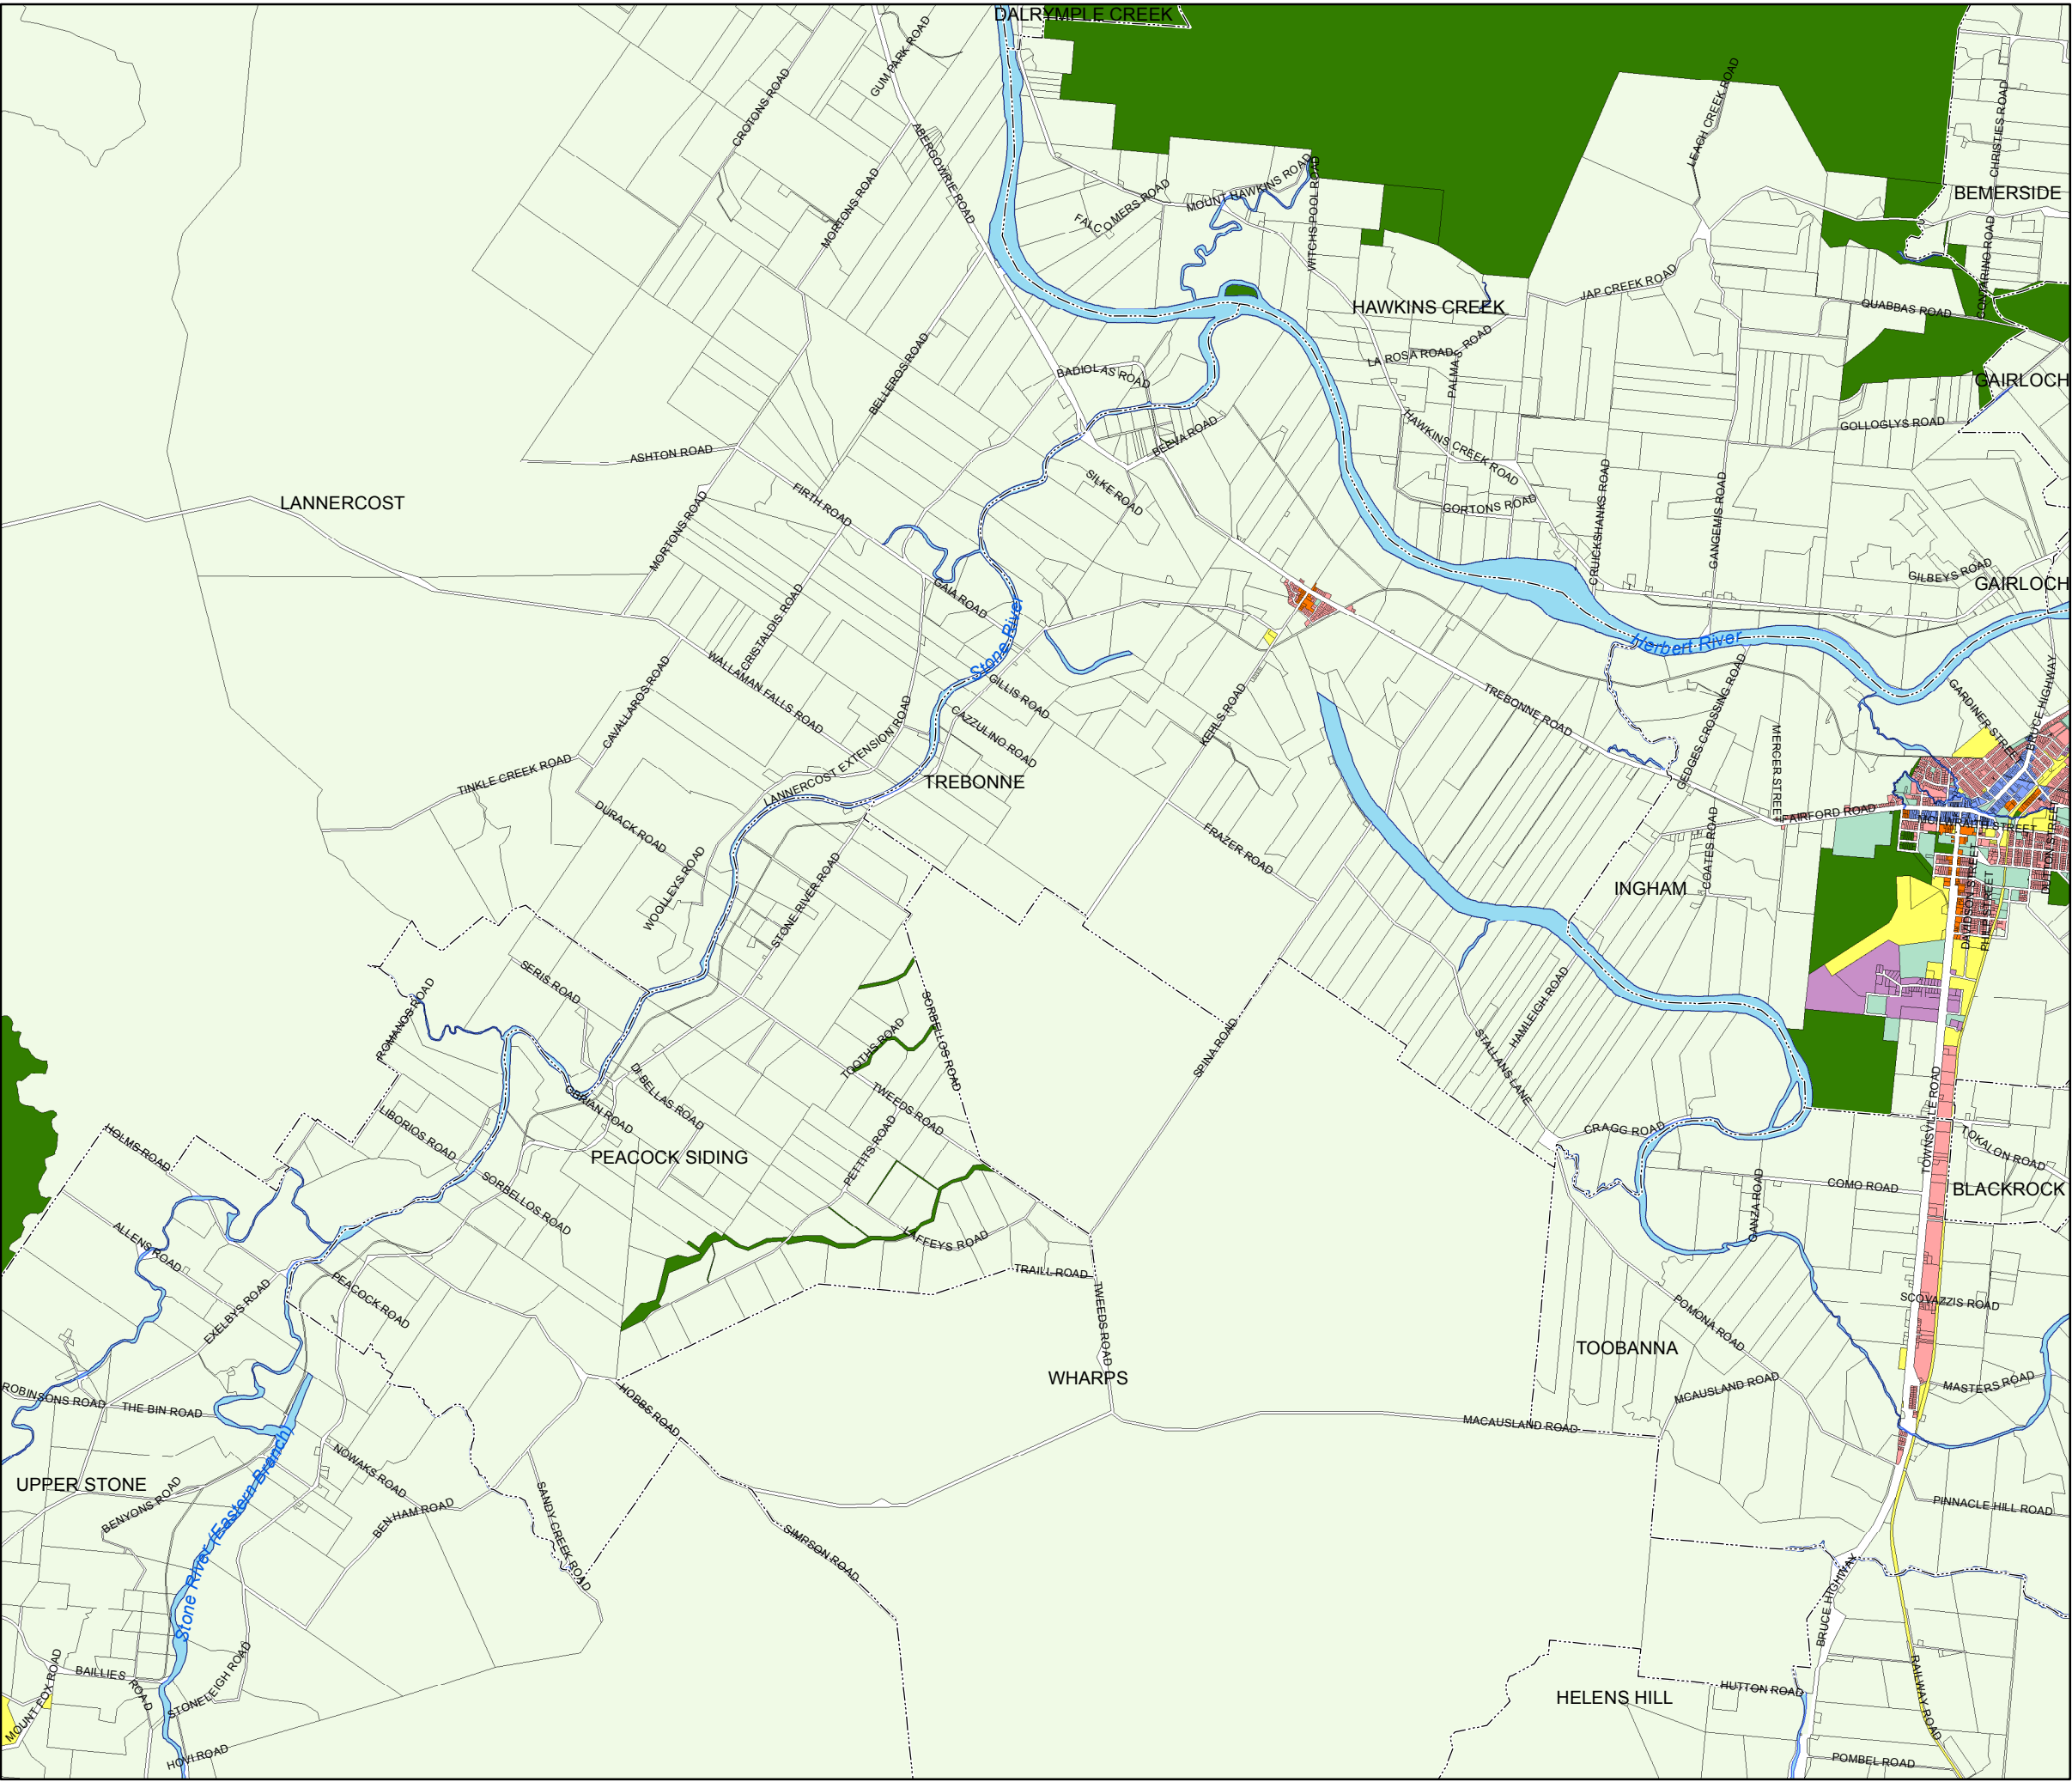 DALRYMPLE CREEK
GUM PARK ROAD
CROTONS ROAD
LEACH CREEK ROAD
CHRISTIES ROAD
ABERGOWRIE ROAD
MORTONS ROAD
FALCOMERS ROAD
MOUNT HAWKINS ROAD
WITCHS POOL ROAD
BEMERSIDE
CONTARINO ROAD
JAP CREEK ROAD
HAWKINS CREEK
QUABBAS ROAD
LA ROSA ROAD
PALMAS ROAD
BELLEROS ROAD
BADIOLAS ROAD
GAIRLOCH
HAWKINS CREEK ROAD
GOLLOGLYS ROAD
BEEVA ROAD
ASHTON ROAD
SILKE ROAD
FIRTH ROAD
LANNERCOST
GORTONS ROAD
CRUICKSHANKS ROAD
GANGEMIS ROAD
MORTONS ROAD
GILBEYS ROAD
GAIRLOCH
GAIA ROAD
CRISTALDIS ROAD
Stone River
Herbert River
WALLAMAN FALLS ROAD
CAVALLAROS ROAD
GILLIS ROAD
CAZZULINO ROAD
KEHLS ROAD
TREBONNE ROAD
GEDGES CROSSING ROAD
MERCER STREET
GARDINER STREET
BRUCE HIGHWAY
LANNERCOST EXTENSION ROAD
TINKLE CREEK ROAD
TREBONNE
DURACK ROAD
FAIRFORD ROAD
MCILWRAITH STREET
FRAZER ROAD
COATES ROAD
DUTTON STREET
INGHAM
DAVIDSON STREET
PHILP STREET
WOOLLEYS ROAD
STONE RIVER ROAD
SERIS ROAD
ROMANOS ROAD
SORBELLOS ROAD
TOOTHS ROAD
SPINA ROAD
HAMLEIGH ROAD
STALLANS LANE
DI BELLAS ROAD
OBRIAN ROAD
TWEEDS ROAD
LIBORIOS ROAD
HOLMS ROAD
PEACOCK SIDING
PETTITS ROAD
CRAGG ROAD
TOWNSVILLE ROAD
TOKALON ROAD
COMO ROAD
BLACKROCK
GANZA ROAD
SORBELLOS ROAD
ALLENS ROAD
LAFFEYS ROAD
TRAILL ROAD
PEACOCK ROAD
EXELBYS ROAD
TWEEDS ROAD
SCOVAZZIS ROAD
POMONA ROAD
TOOBANNA
WHARPS
ROBINSONS ROAD
THE BIN ROAD
HOBBS ROAD
MCAUSLAND ROAD
MASTERS ROAD
MACAUSLAND ROAD
UPPER STONE
BENYONS ROAD
Stone River (Eastern Branch)
NOWAKS ROAD
BEN HAM ROAD
SANDY CREEK ROAD
SIMPSON ROAD
PINNACLE HILL ROAD
BRUCE HIGHWAY
MOUNT FOX ROAD
BAILLIES ROAD
STONELEIGH ROAD
HOVI ROAD
HELENS HILL
HUTTON ROAD
RAILWAY ROAD
POMBEL ROAD